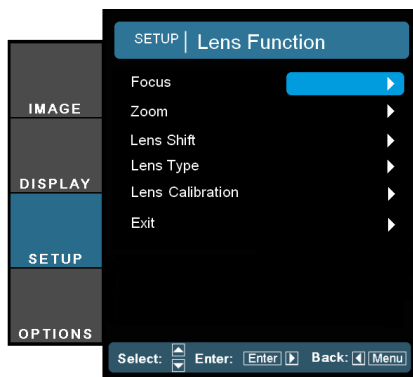 SETUP | Lens Function
Focus
Zoom
Lens Shift
Lens Type
Lens Calibration
Exit
IMAGE
DISPLAY
SETUP
OPTIONS
Select: Enter: Enter Back: Menu